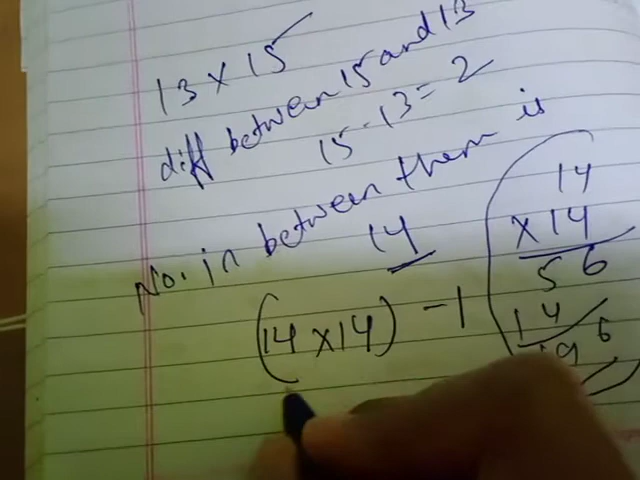 13 × 15
diff between 15 and 13
15 - 13 = 2
No. in between them is
14
(14 × 14) - 1
14
× 14
56
14
196